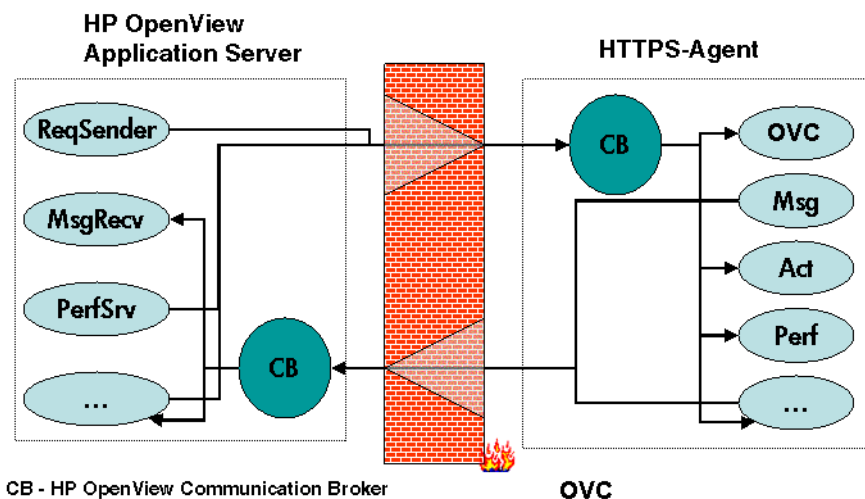 HP OpenView
Application Server
HTTPS-Agent
ReqSender
MsgRecv
PerfSrv
...
CB
CB
OVC
Msg
Act
Perf
...
CB - HP OpenView Communication Broker
OVC